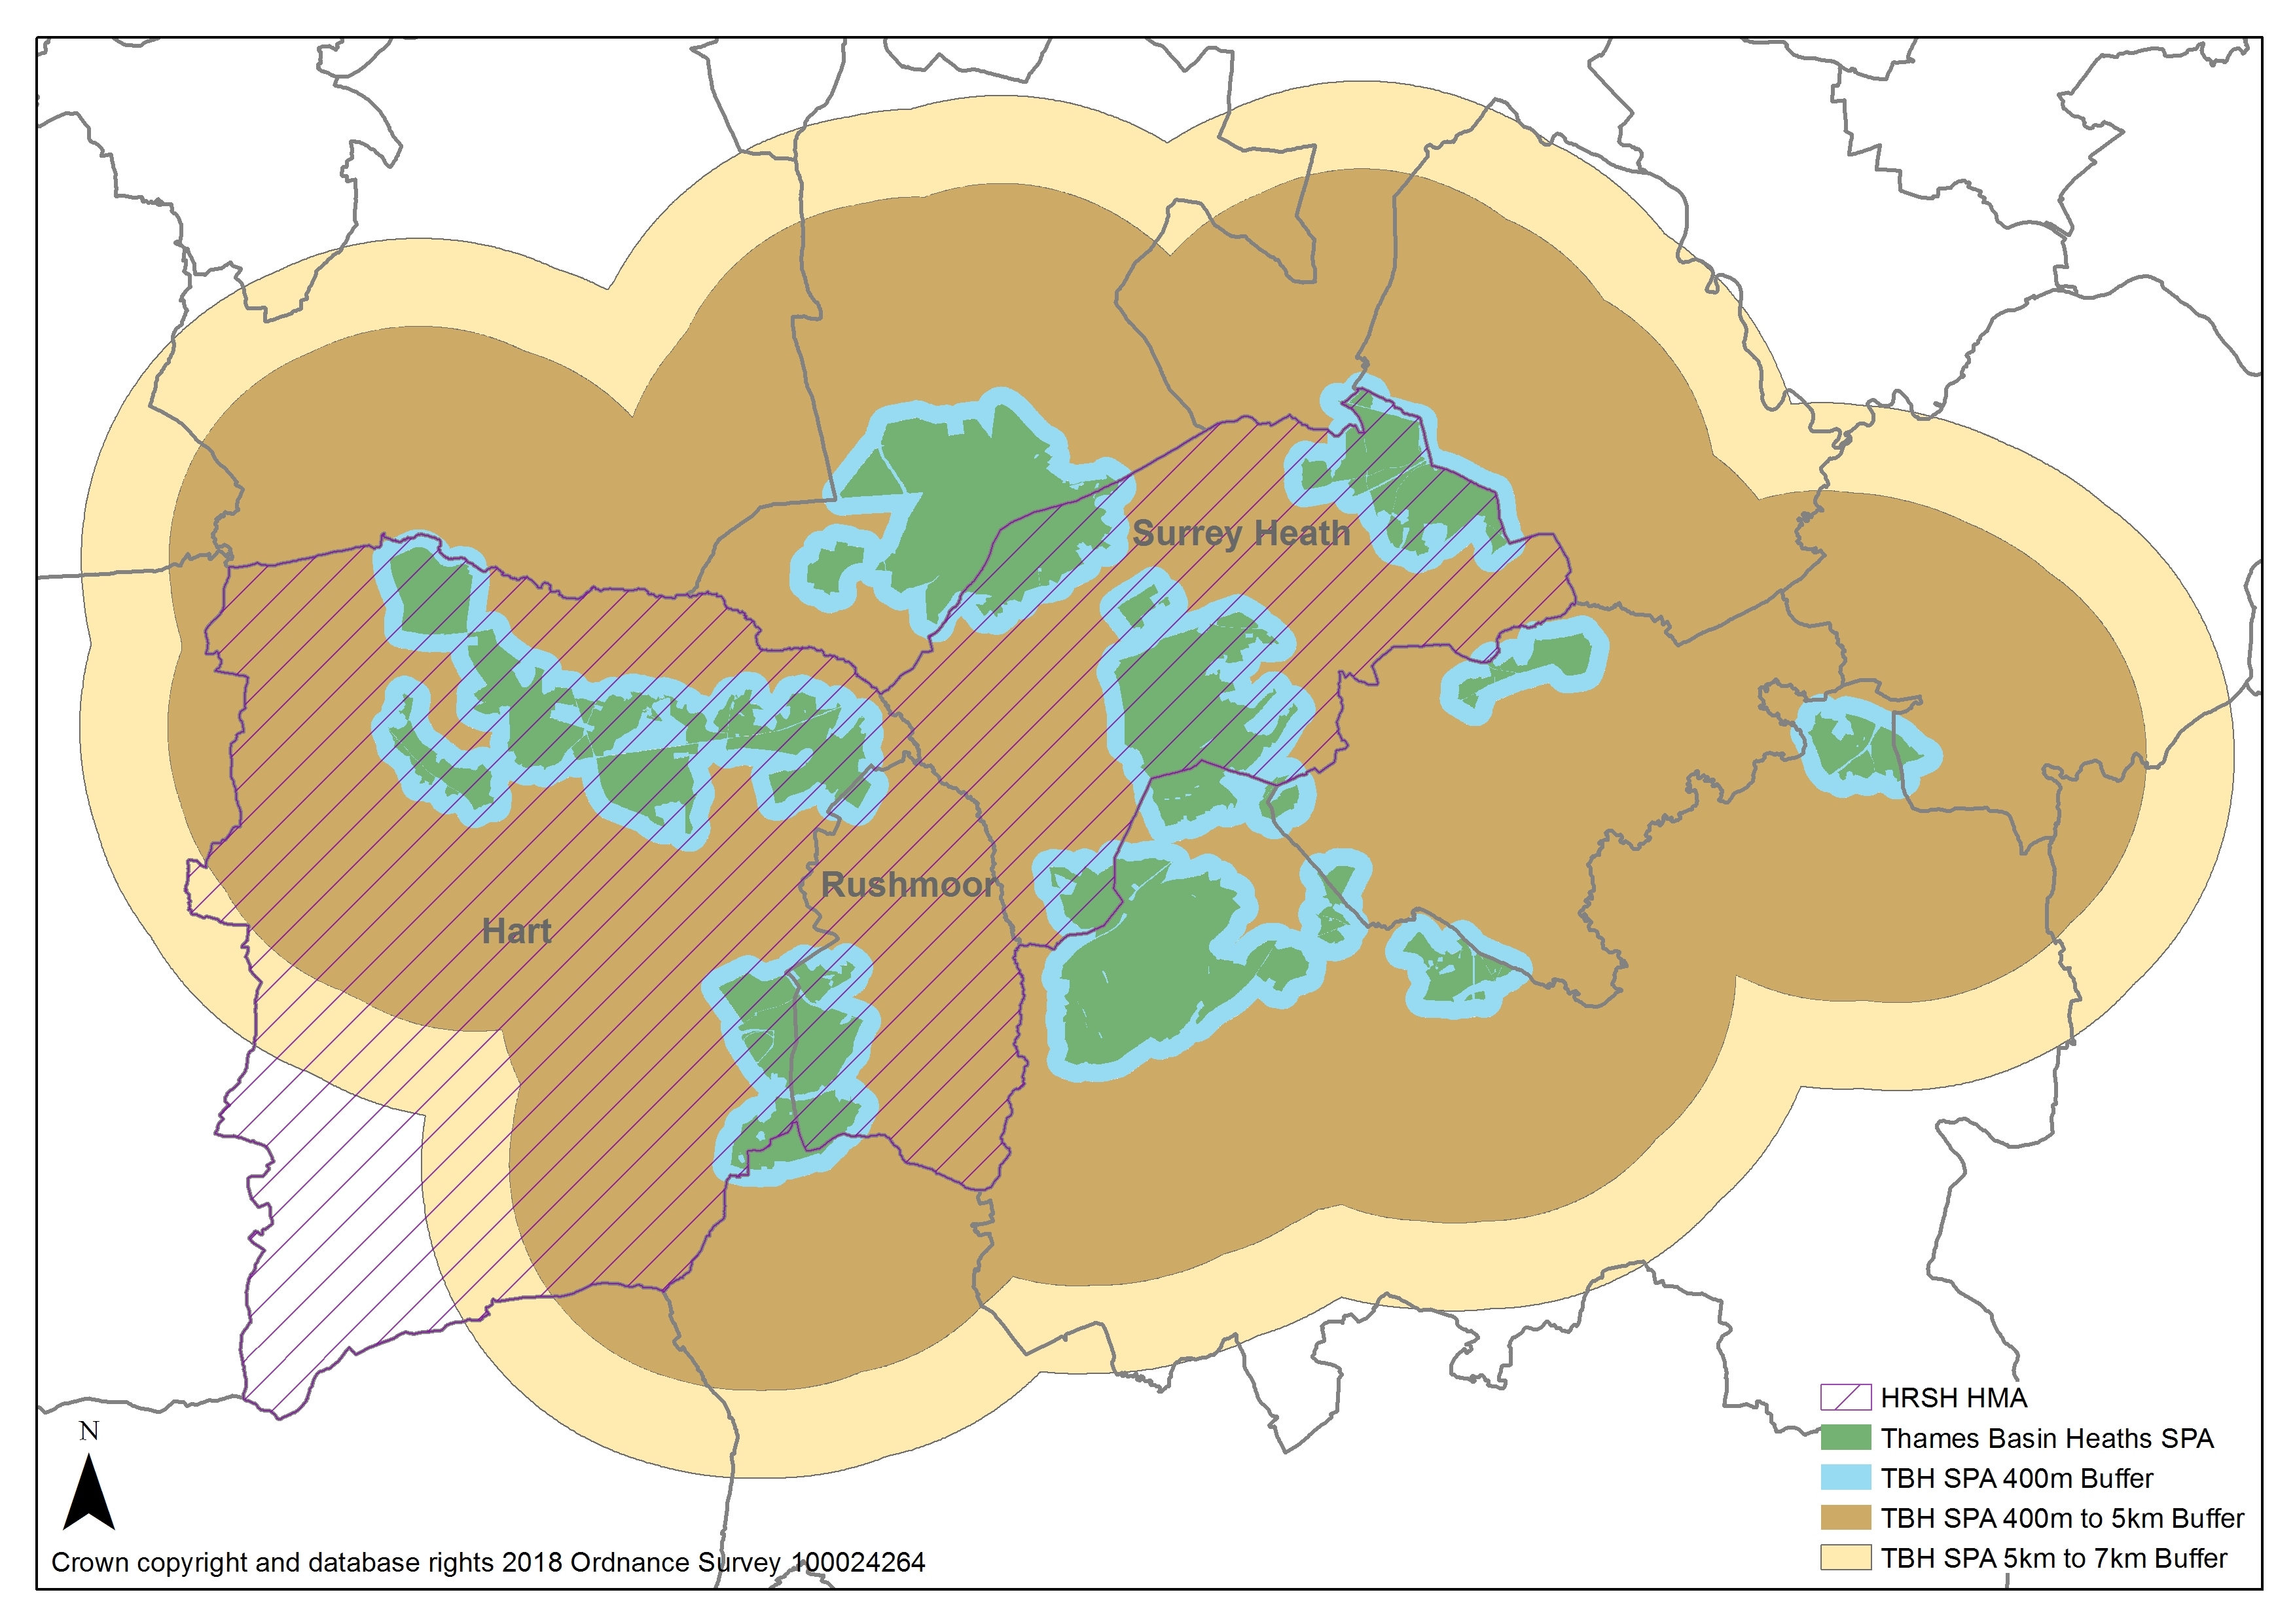 Surrey Heath
Rushmoor
Hart
HRSH HMA
Thames Basin Heaths SPA
TBH SPA 400m Buffer
TBH SPA 400m to 5km Buffer
TBH SPA 5km to 7km Buffer
N
Crown copyright and database rights 2018 Ordnance Survey 100024264